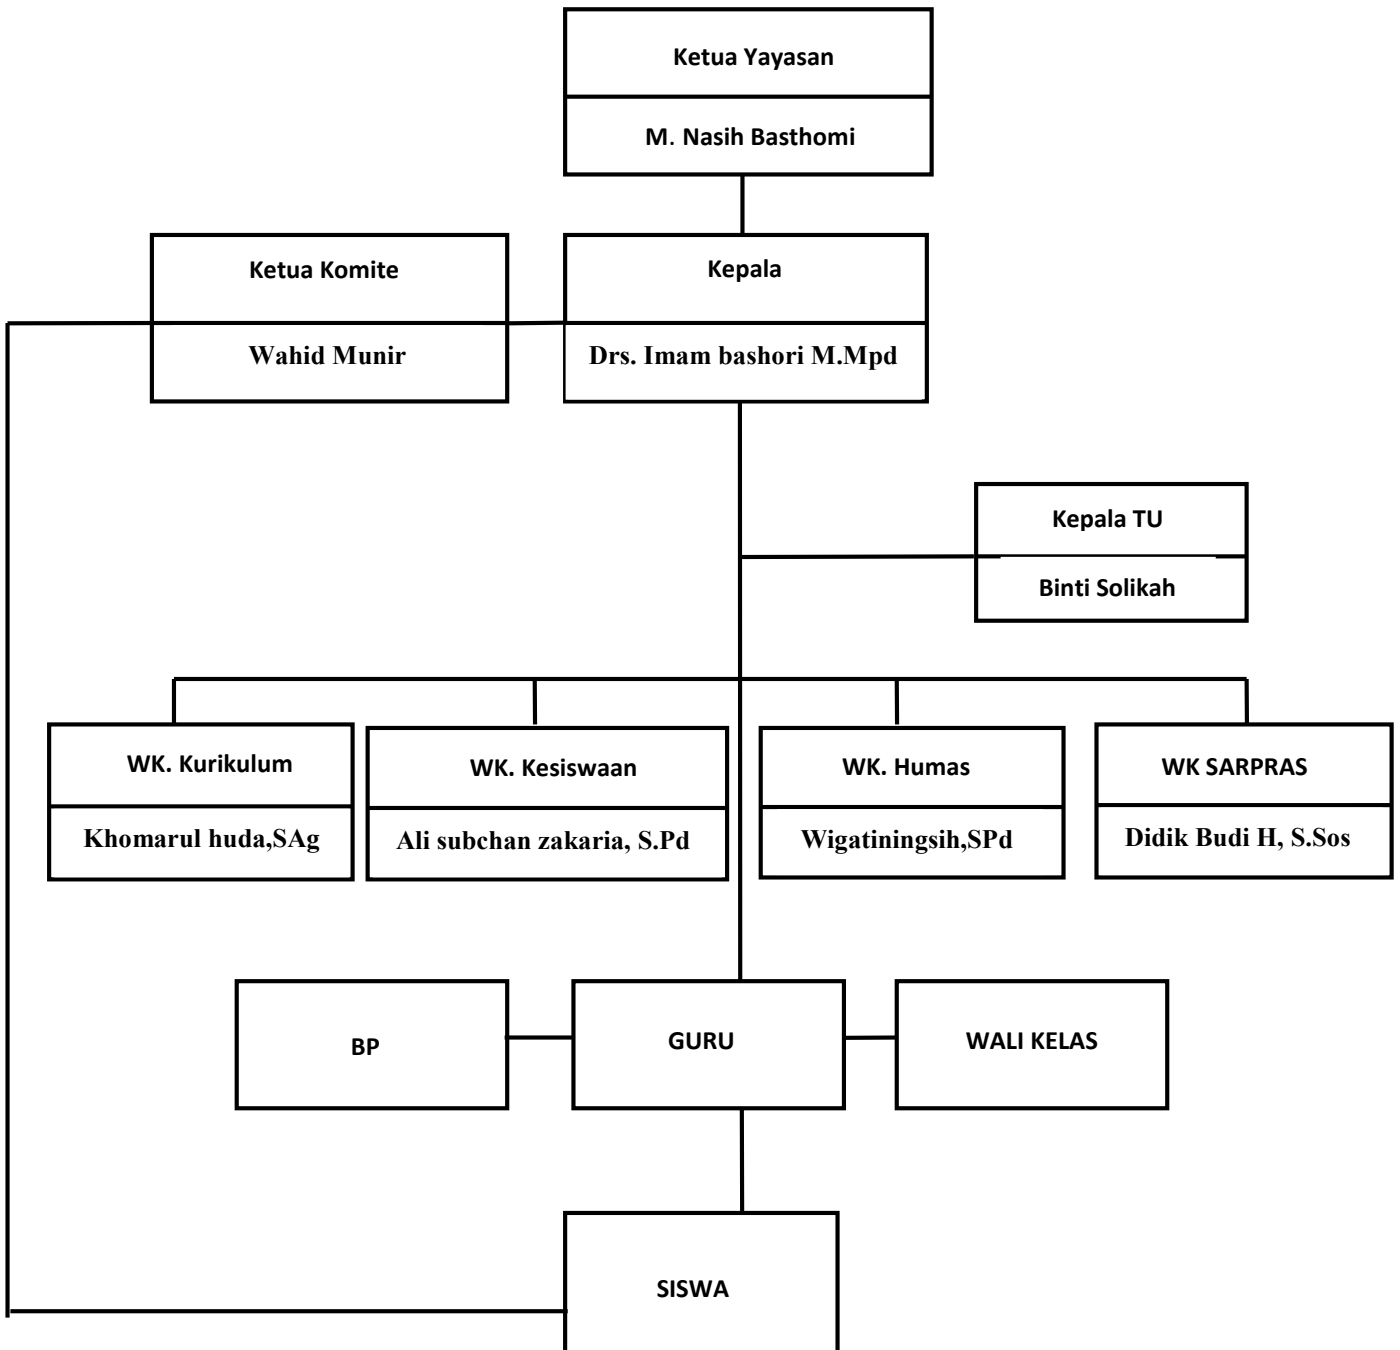 Ketua Yayasan
M. Nasih Basthomi
Ketua Komite
Wahid Munir
Kepala
Drs. Imam bashori M.Mpd
Kepala TU
Binti Solikah
WK. Kurikulum
Khomarul huda,SAg
WK. Kesiswaan
Ali subchan zakaria, S.Pd
WK. Humas
Wigatiningsih,SPd
WK SARPRAS
Didik Budi H, S.Sos
BP
GURU
WALI KELAS
SISWA